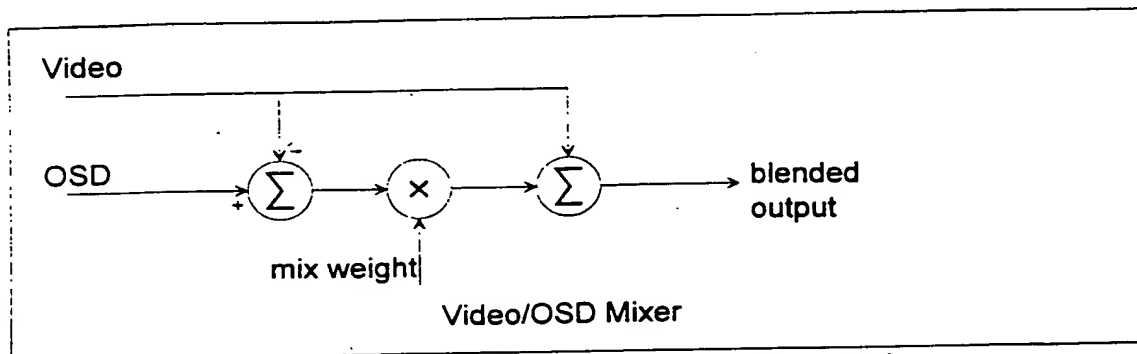 Video
-
OSD
+
Σ
×
Σ
blended
output
mix weight
Video/OSD Mixer